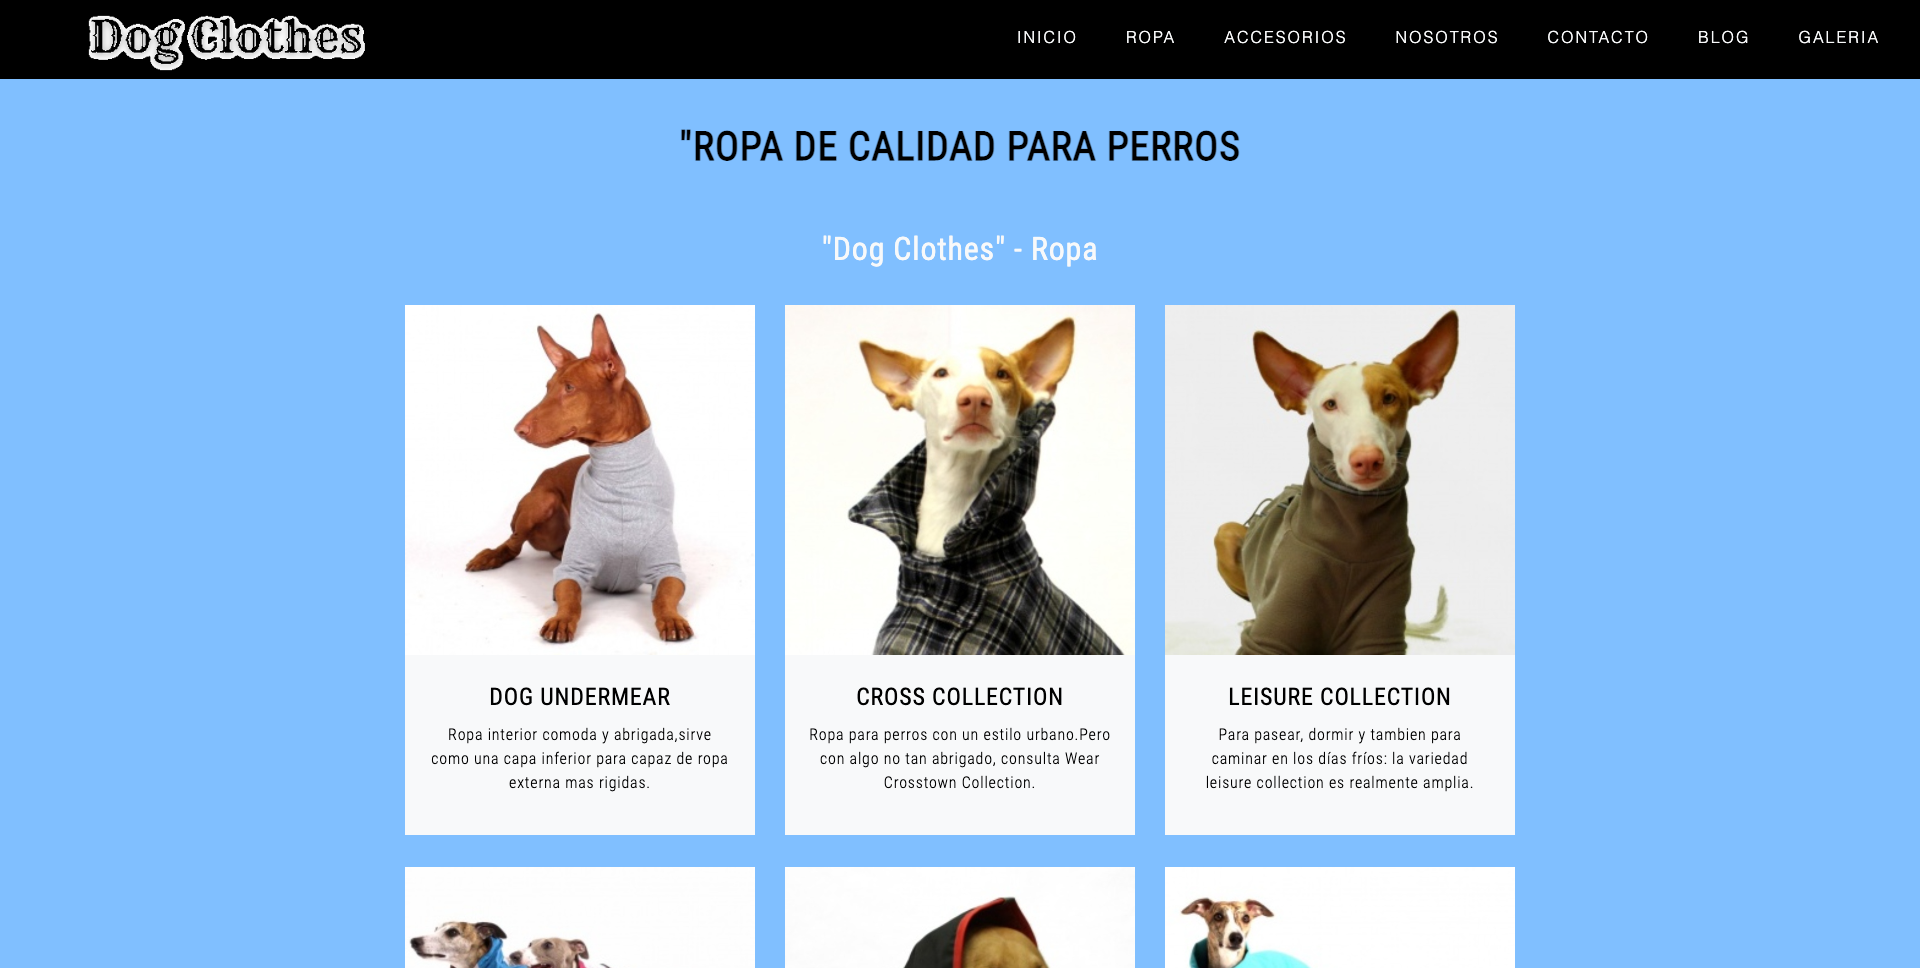 Dog Clothes
INICIO ROPA ACCESORIOS NOSOTROS CONTACTO BLOG GALERIA
"ROPA DE CALIDAD PARA PERROS
"Dog Clothes" - Ropa
DOG UNDERMEAR
Ropa interior comoda y abrigada,sirve
como una capa inferior para capaz de ropa
externa mas rigidas.
CROSS COLLECTION
Ropa para perros con un estilo urbano.Pero
con algo no tan abrigado, consulta Wear
Crosstown Collection.
LEISURE COLLECTION
Para pasear, dormir y tambien para
caminar en los días fríos: la variedad
leisure collection es realmente amplia.